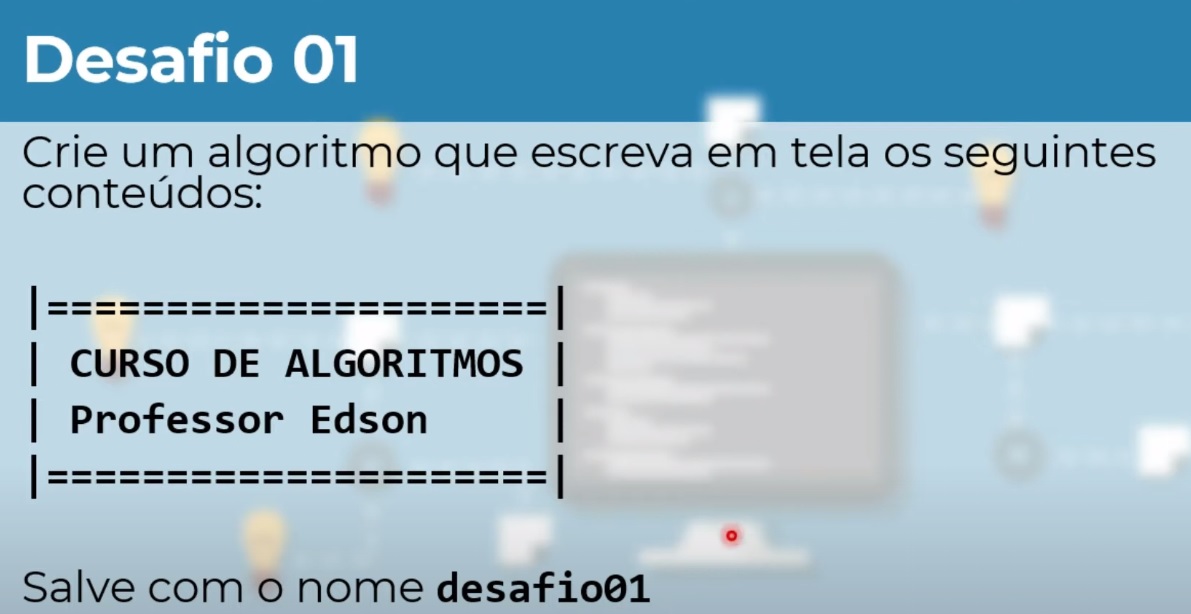 Desafio 01
Crie um algoritmo que escreva em tela os seguintes
conteúdos:
|=====================|
| CURSO DE ALGORITMOS |
| Professor Edson     |
|=====================|
Salve com o nome desafio01